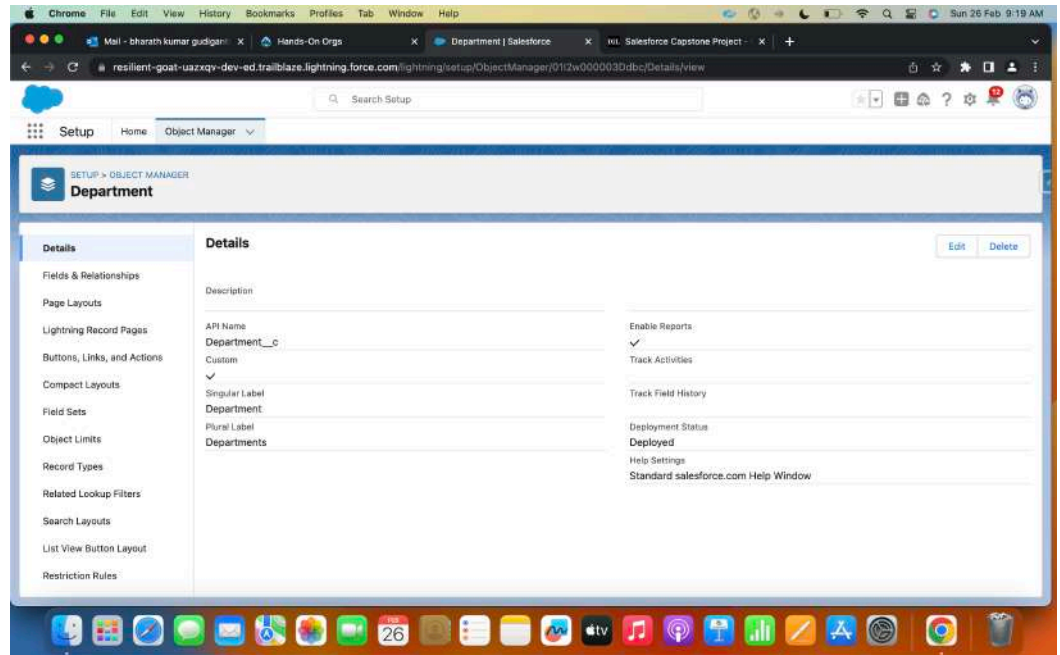 Chrome File Edit View History Bookmarks Profiles Tab Window Help Sun 26 Feb 9:19 AM
Mail - bharath kumar gudigan Hands-On Orgs Department | Salesforce Salesforce Capstone Project -
resilient-goat-uazxqv-dev-ed.trailblaze.lightning.force.com/lightning/setup/ObjectManager/01I2w000003Ddbc/Details/view
Search Setup
12
Setup Home Object Manager
SETUP > OBJECT MANAGER
Department
Details
Fields & Relationships
Page Layouts
Lightning Record Pages
Buttons, Links, and Actions
Compact Layouts
Field Sets
Object Limits
Record Types
Related Lookup Filters
Search Layouts
List View Button Layout
Restriction Rules
Details
Edit Delete
Description
API Name
Department__c
Custom
Singular Label
Department
Plural Label
Departments
Enable Reports
Track Activities
Track Field History
Deployment Status
Deployed
Help Settings
Standard salesforce.com Help Window
FEB
26
tv